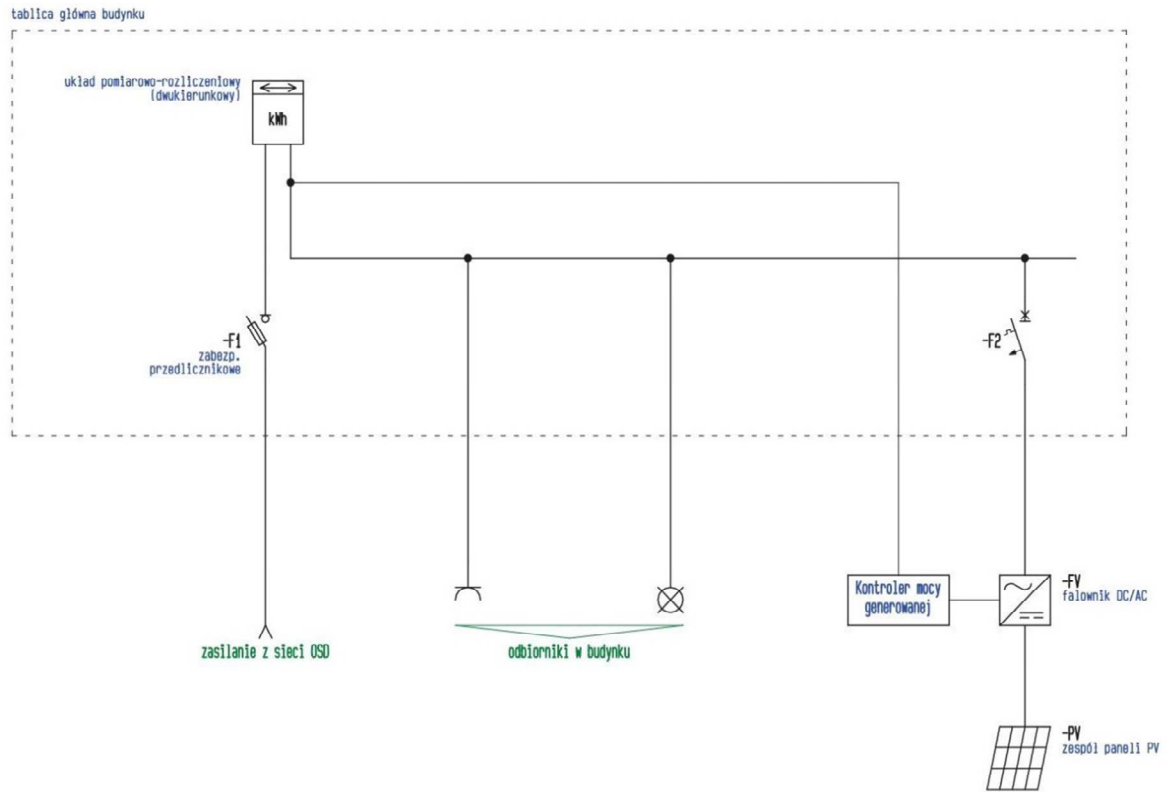 tablica główna budynku
układ pomiarowo-rozliczeniowy
(dwukierunkowy)
kWh
-F1
zabezp.
przedlicznikowe
-F2
zasilanie z sieci OSD
odbiorniki w budynku
Kontroler mocy
generowanej
-FV
falownik DC/AC
-PV
zespół paneli PV